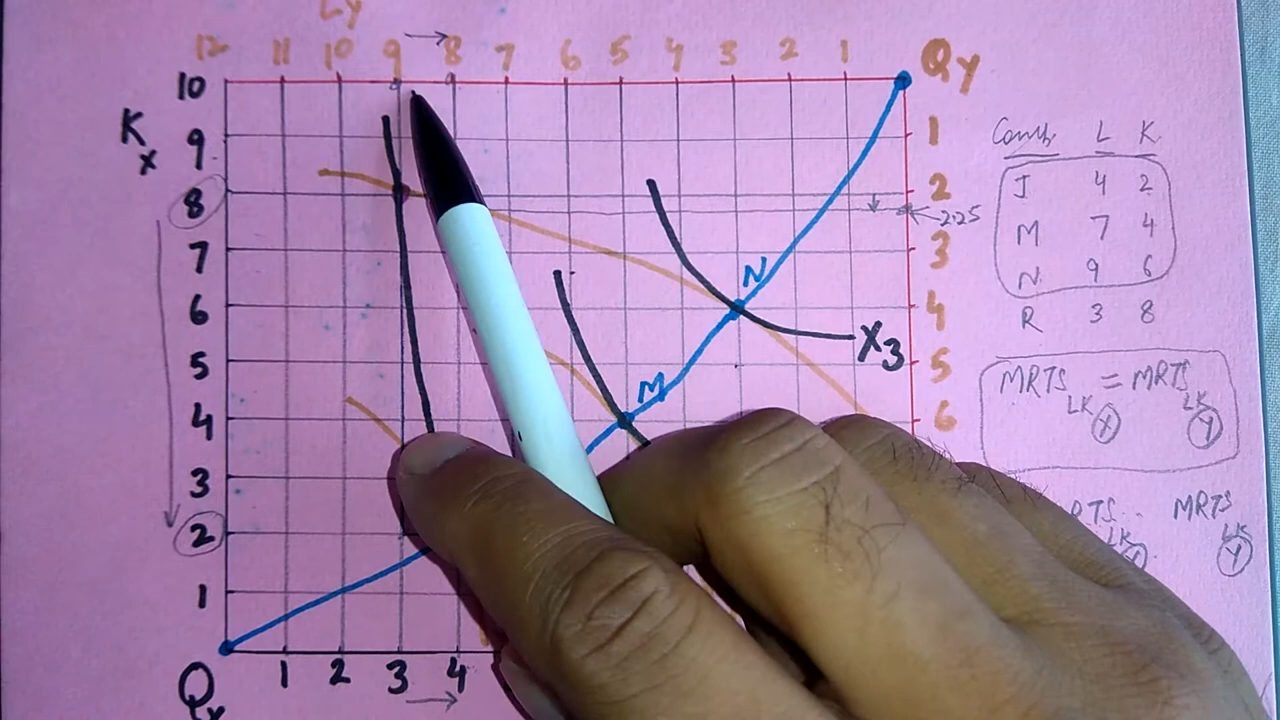 Ly
12 11 10 9 → 8 7 6 5 4 3 2 1 Qy
Kx
10
9
8
7
6
5
4
3
2
1
1
2
←2.25
3
4
5
6
N
M
X3
Qx
1 2 3 → 4
Comb. L K
J 4 2
M 7 4
N 9 6
R 3 8
MRTS LK X = MRTS LK Y
RTS LK MRTS LK Y